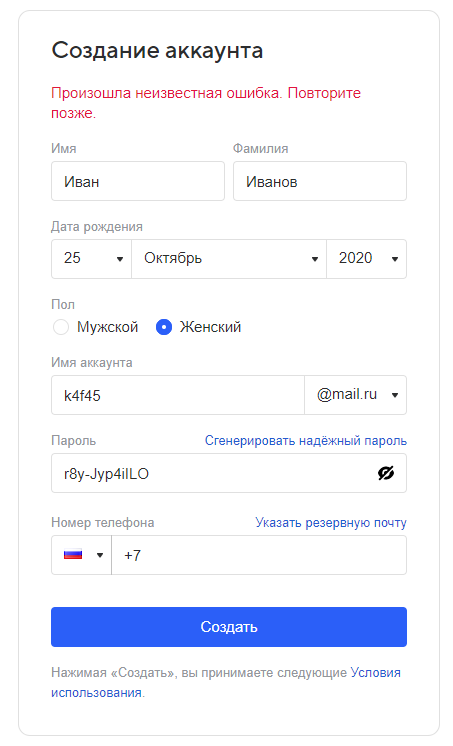 Создание аккаунта
Произошла неизвестная ошибка. Повторите
позже.
Имя Фамилия
Иван Иванов
Дата рождения
25 Октябрь 2020
Пол
Мужской Женский
Имя аккаунта
k4f45 @mail.ru
Пароль Сгенерировать надёжный пароль
r8y-Jyp4iILO
Номер телефона Указать резервную почту
+7
Создать
Нажимая «Создать», вы принимаете следующие Условия
использования.